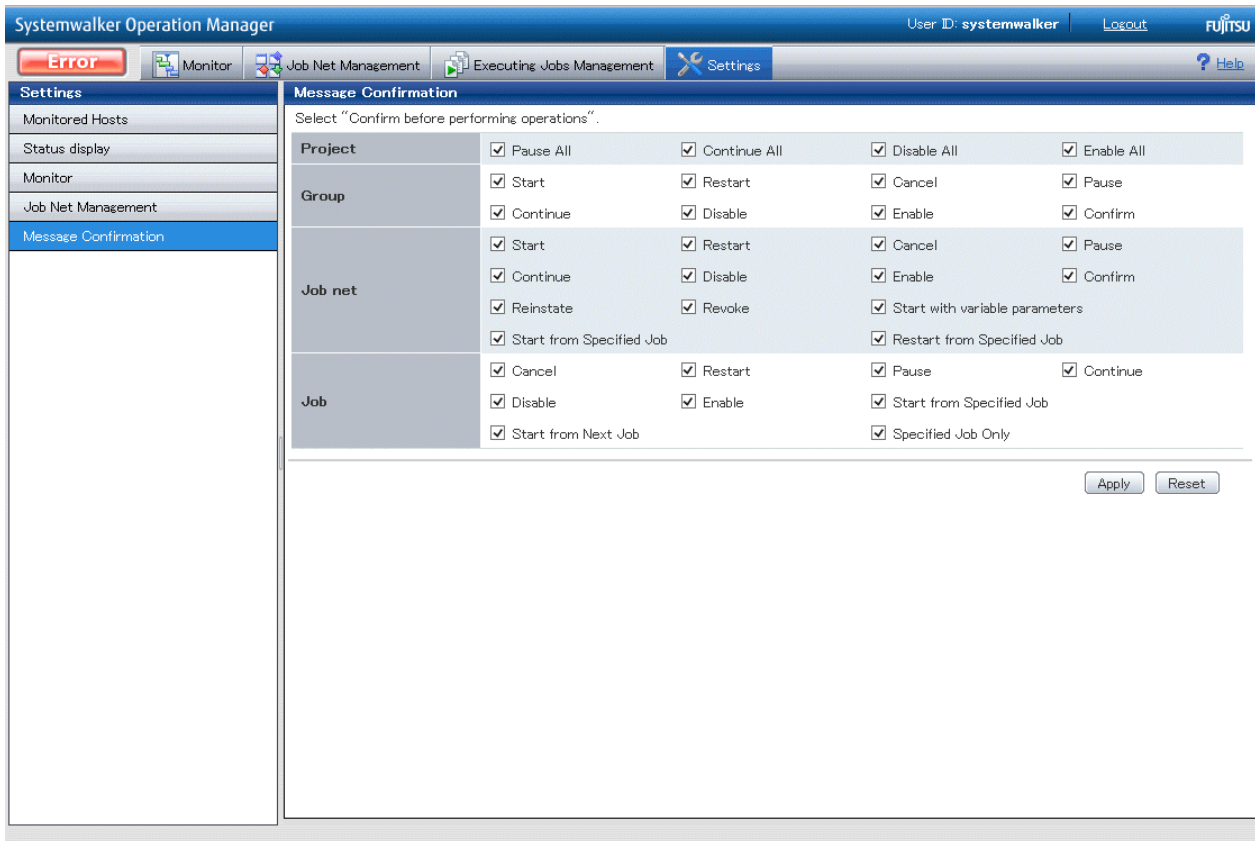 Systemwalker Operation Manager
User ID: systemwalker
Logout
FUJITSU
Error
Monitor
Job Net Management
Executing Jobs Management
Settings
? Help
Settings
Monitored Hosts
Status display
Monitor
Job Net Management
Message Confirmation
Message Confirmation
Select "Confirm before performing operations".
Project
Pause All Continue All Disable All Enable All
Group
Start Restart Cancel Pause
Continue Disable Enable Confirm
Job net
Start Restart Cancel Pause
Continue Disable Enable Confirm
Reinstate Revoke Start with variable parameters
Start from Specified Job Restart from Specified Job
Job
Cancel Restart Pause Continue
Disable Enable Start from Specified Job
Start from Next Job Specified Job Only
Apply Reset